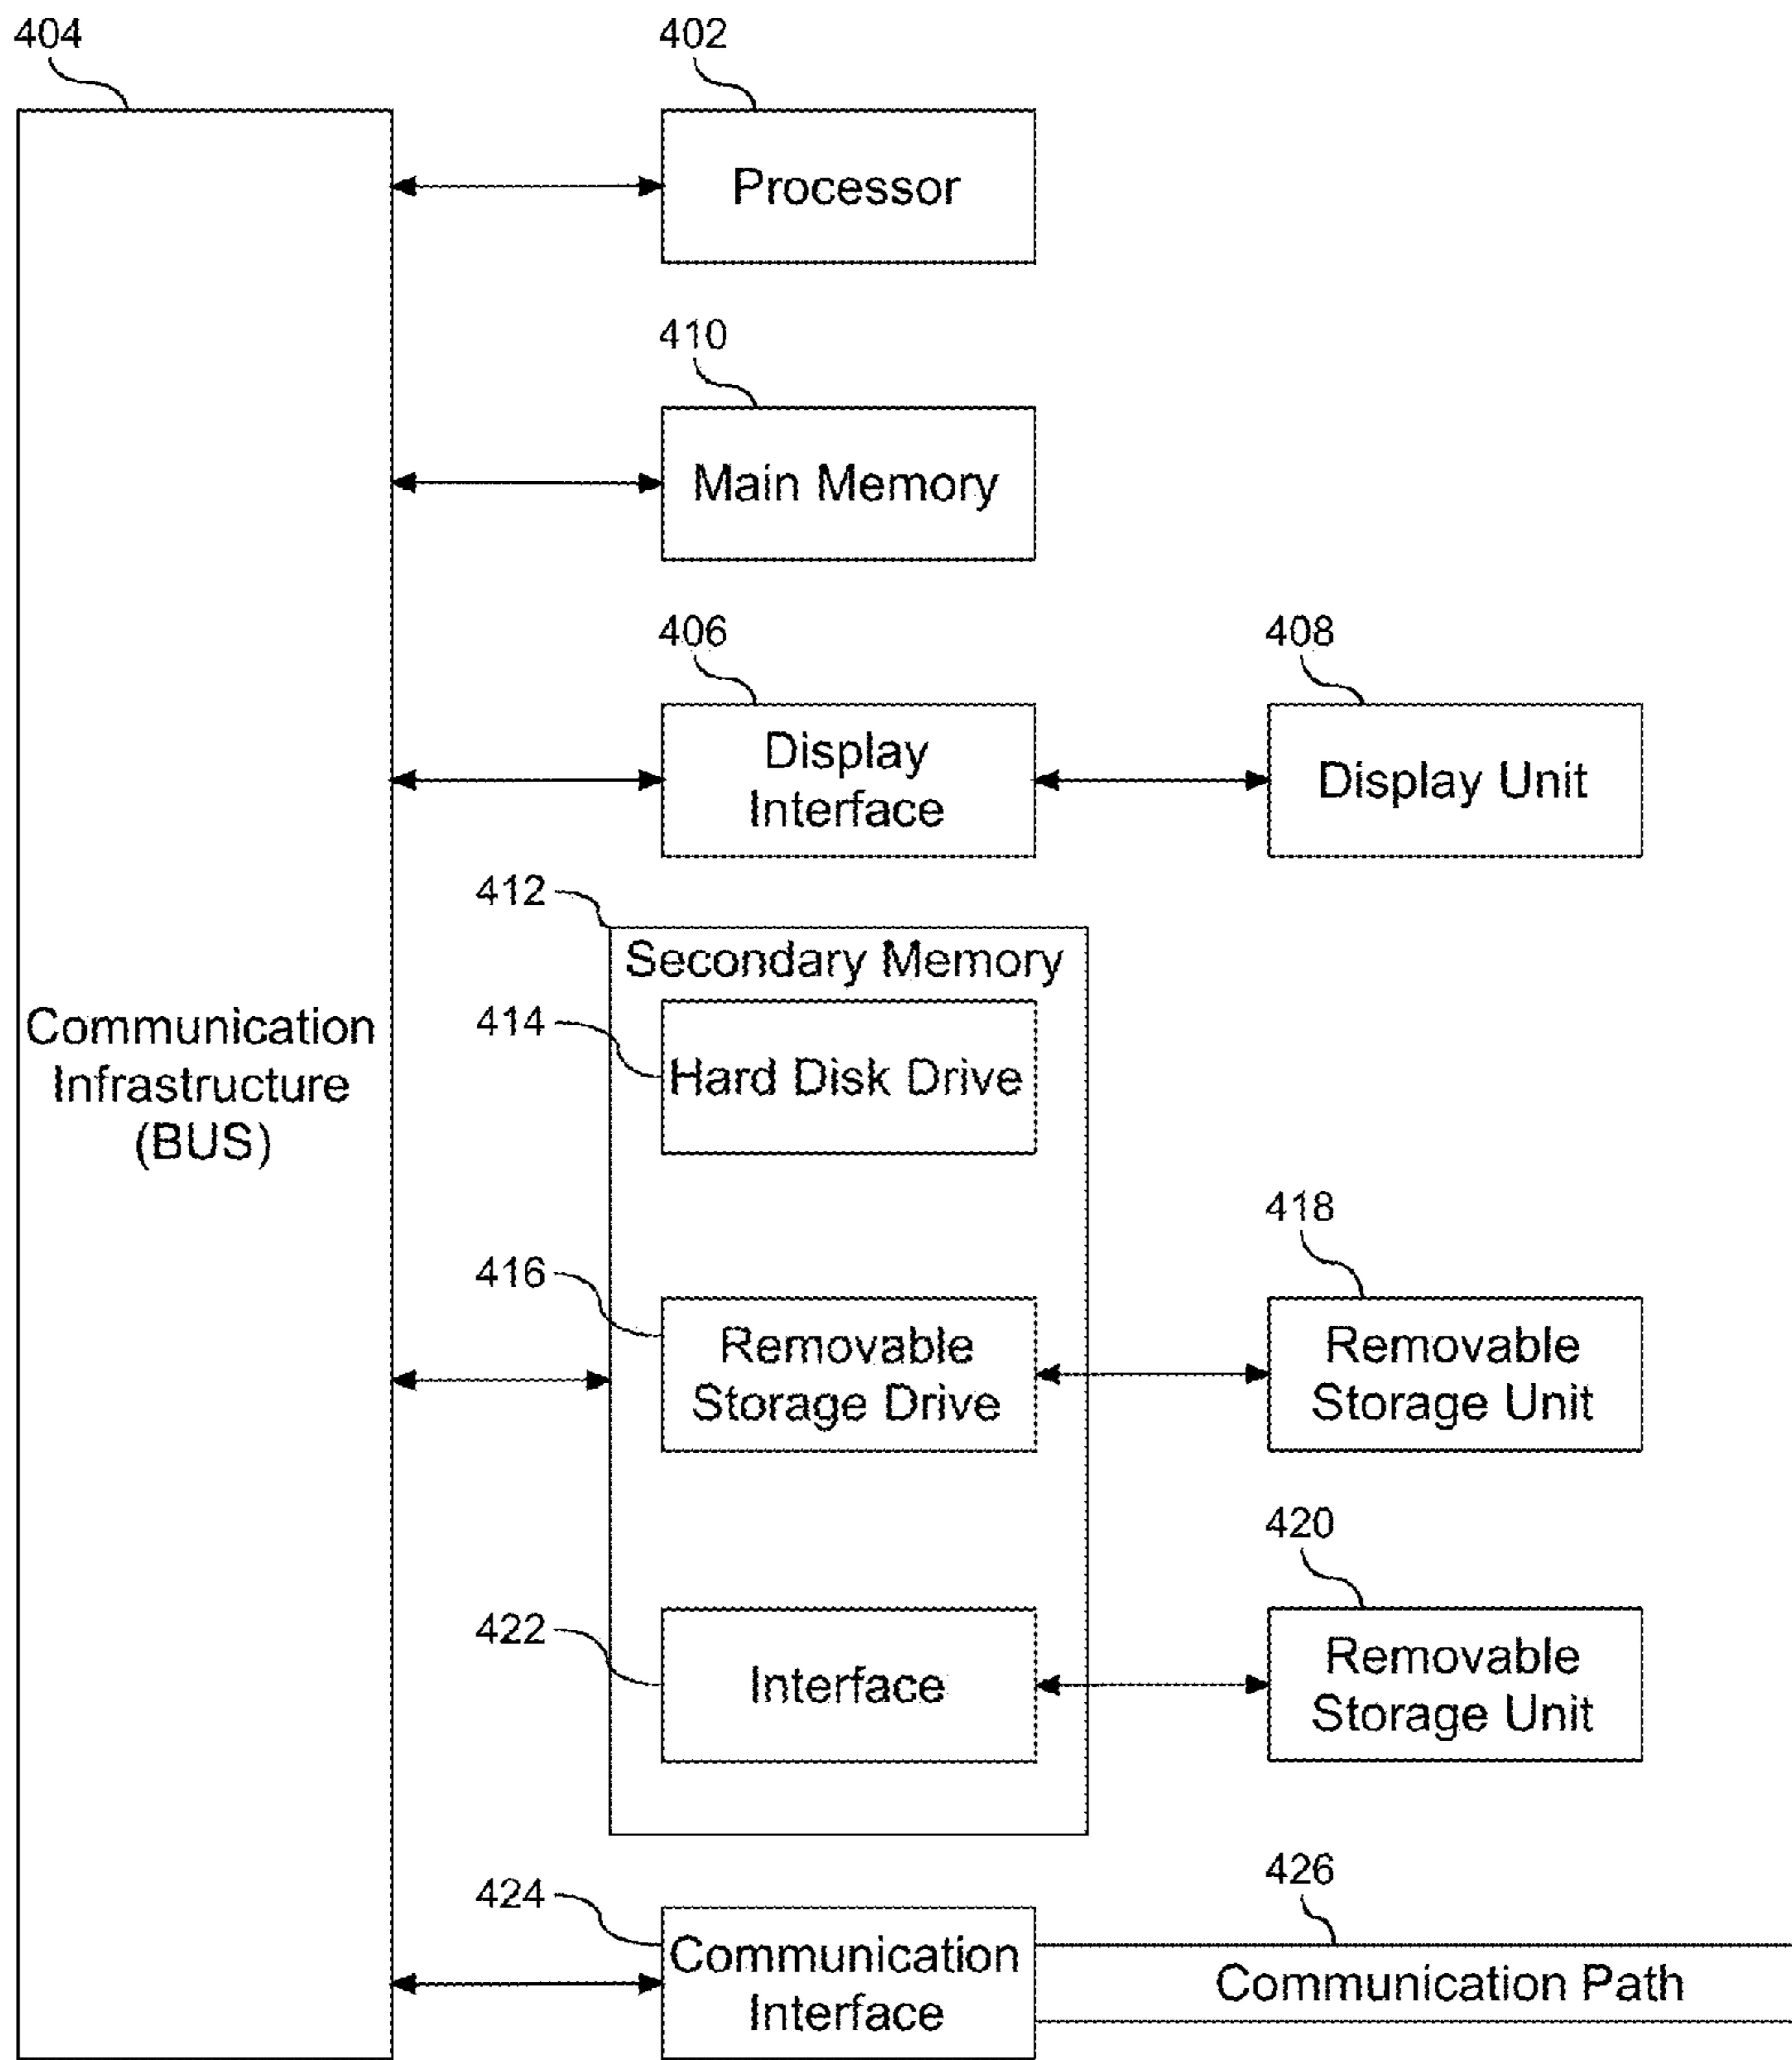 404
402
Processor
410
Main Memory
406
408
Display
Interface
Display Unit
412
Secondary Memory
414
Hard Disk Drive
Communication
Infrastructure
(BUS)
416
418
Removable
Storage Drive
Removable
Storage Unit
420
422
Interface
Removable
Storage Unit
424
426
Communication
Interface
Communication Path